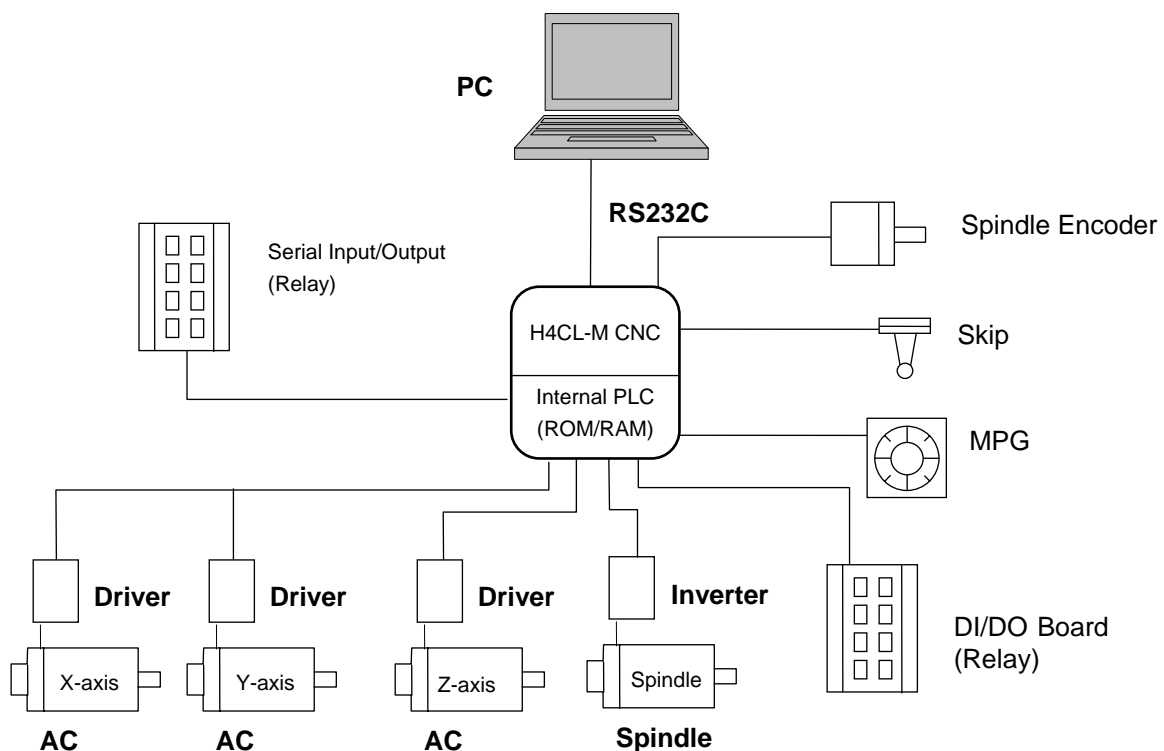 PC
RS232C
Spindle Encoder
Serial Input/Output
(Relay)
H4CL-M CNC
Skip
Internal PLC
(ROM/RAM)
MPG
Driver
Driver
Driver
Inverter
DI/DO Board
(Relay)
X-axis
Y-axis
Z-axis
Spindle
AC
AC
AC
Spindle